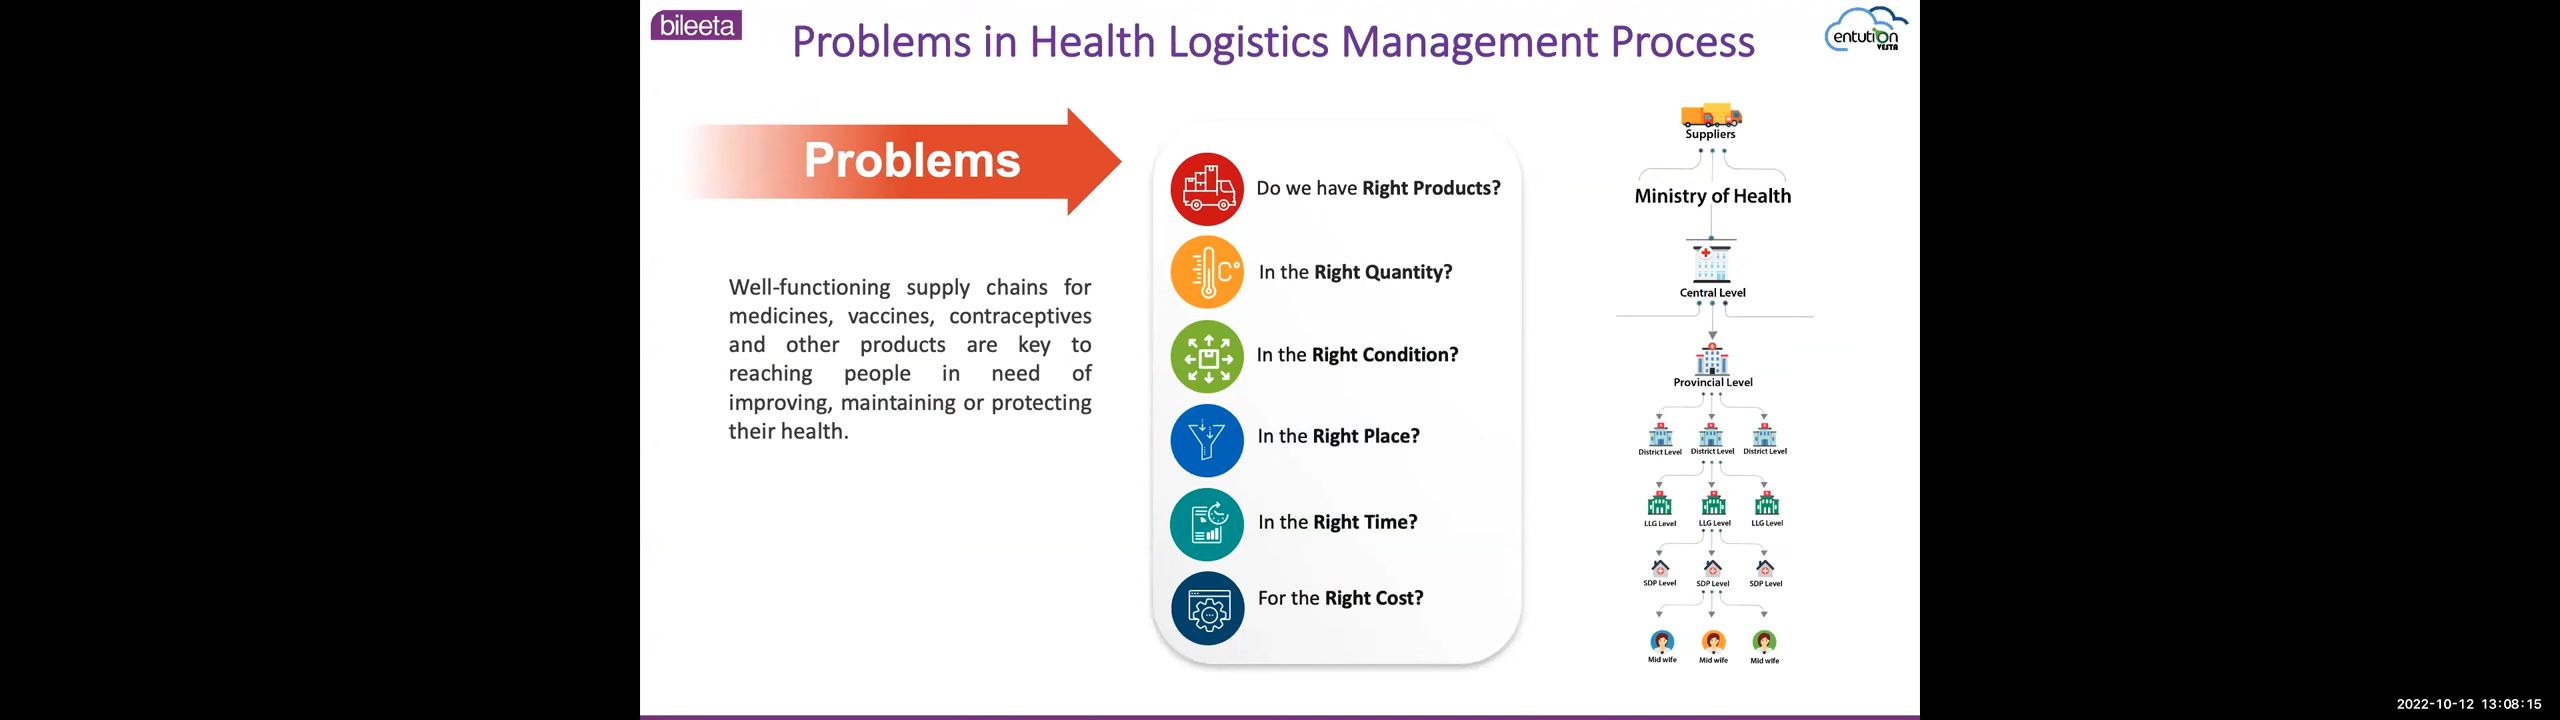 bileeta
Problems in Health Logistics Management Process
entution
VESTA
Problems
Well-functioning supply chains for
medicines, vaccines, contraceptives
and other products are key to
reaching people in need of
improving, maintaining or protecting
their health.
Do we have Right Products?
C°
In the Right Quantity?
In the Right Condition?
In the Right Place?
In the Right Time?
For the Right Cost?
Suppliers
Ministry of Health
Central Level
Provincial Level
District Level District Level District Level
LLG Level LLG Level LLG Level
SDP Level SDP Level SDP Level
Mid wife Mid wife Mid wife
2022-10-12 13:08:15